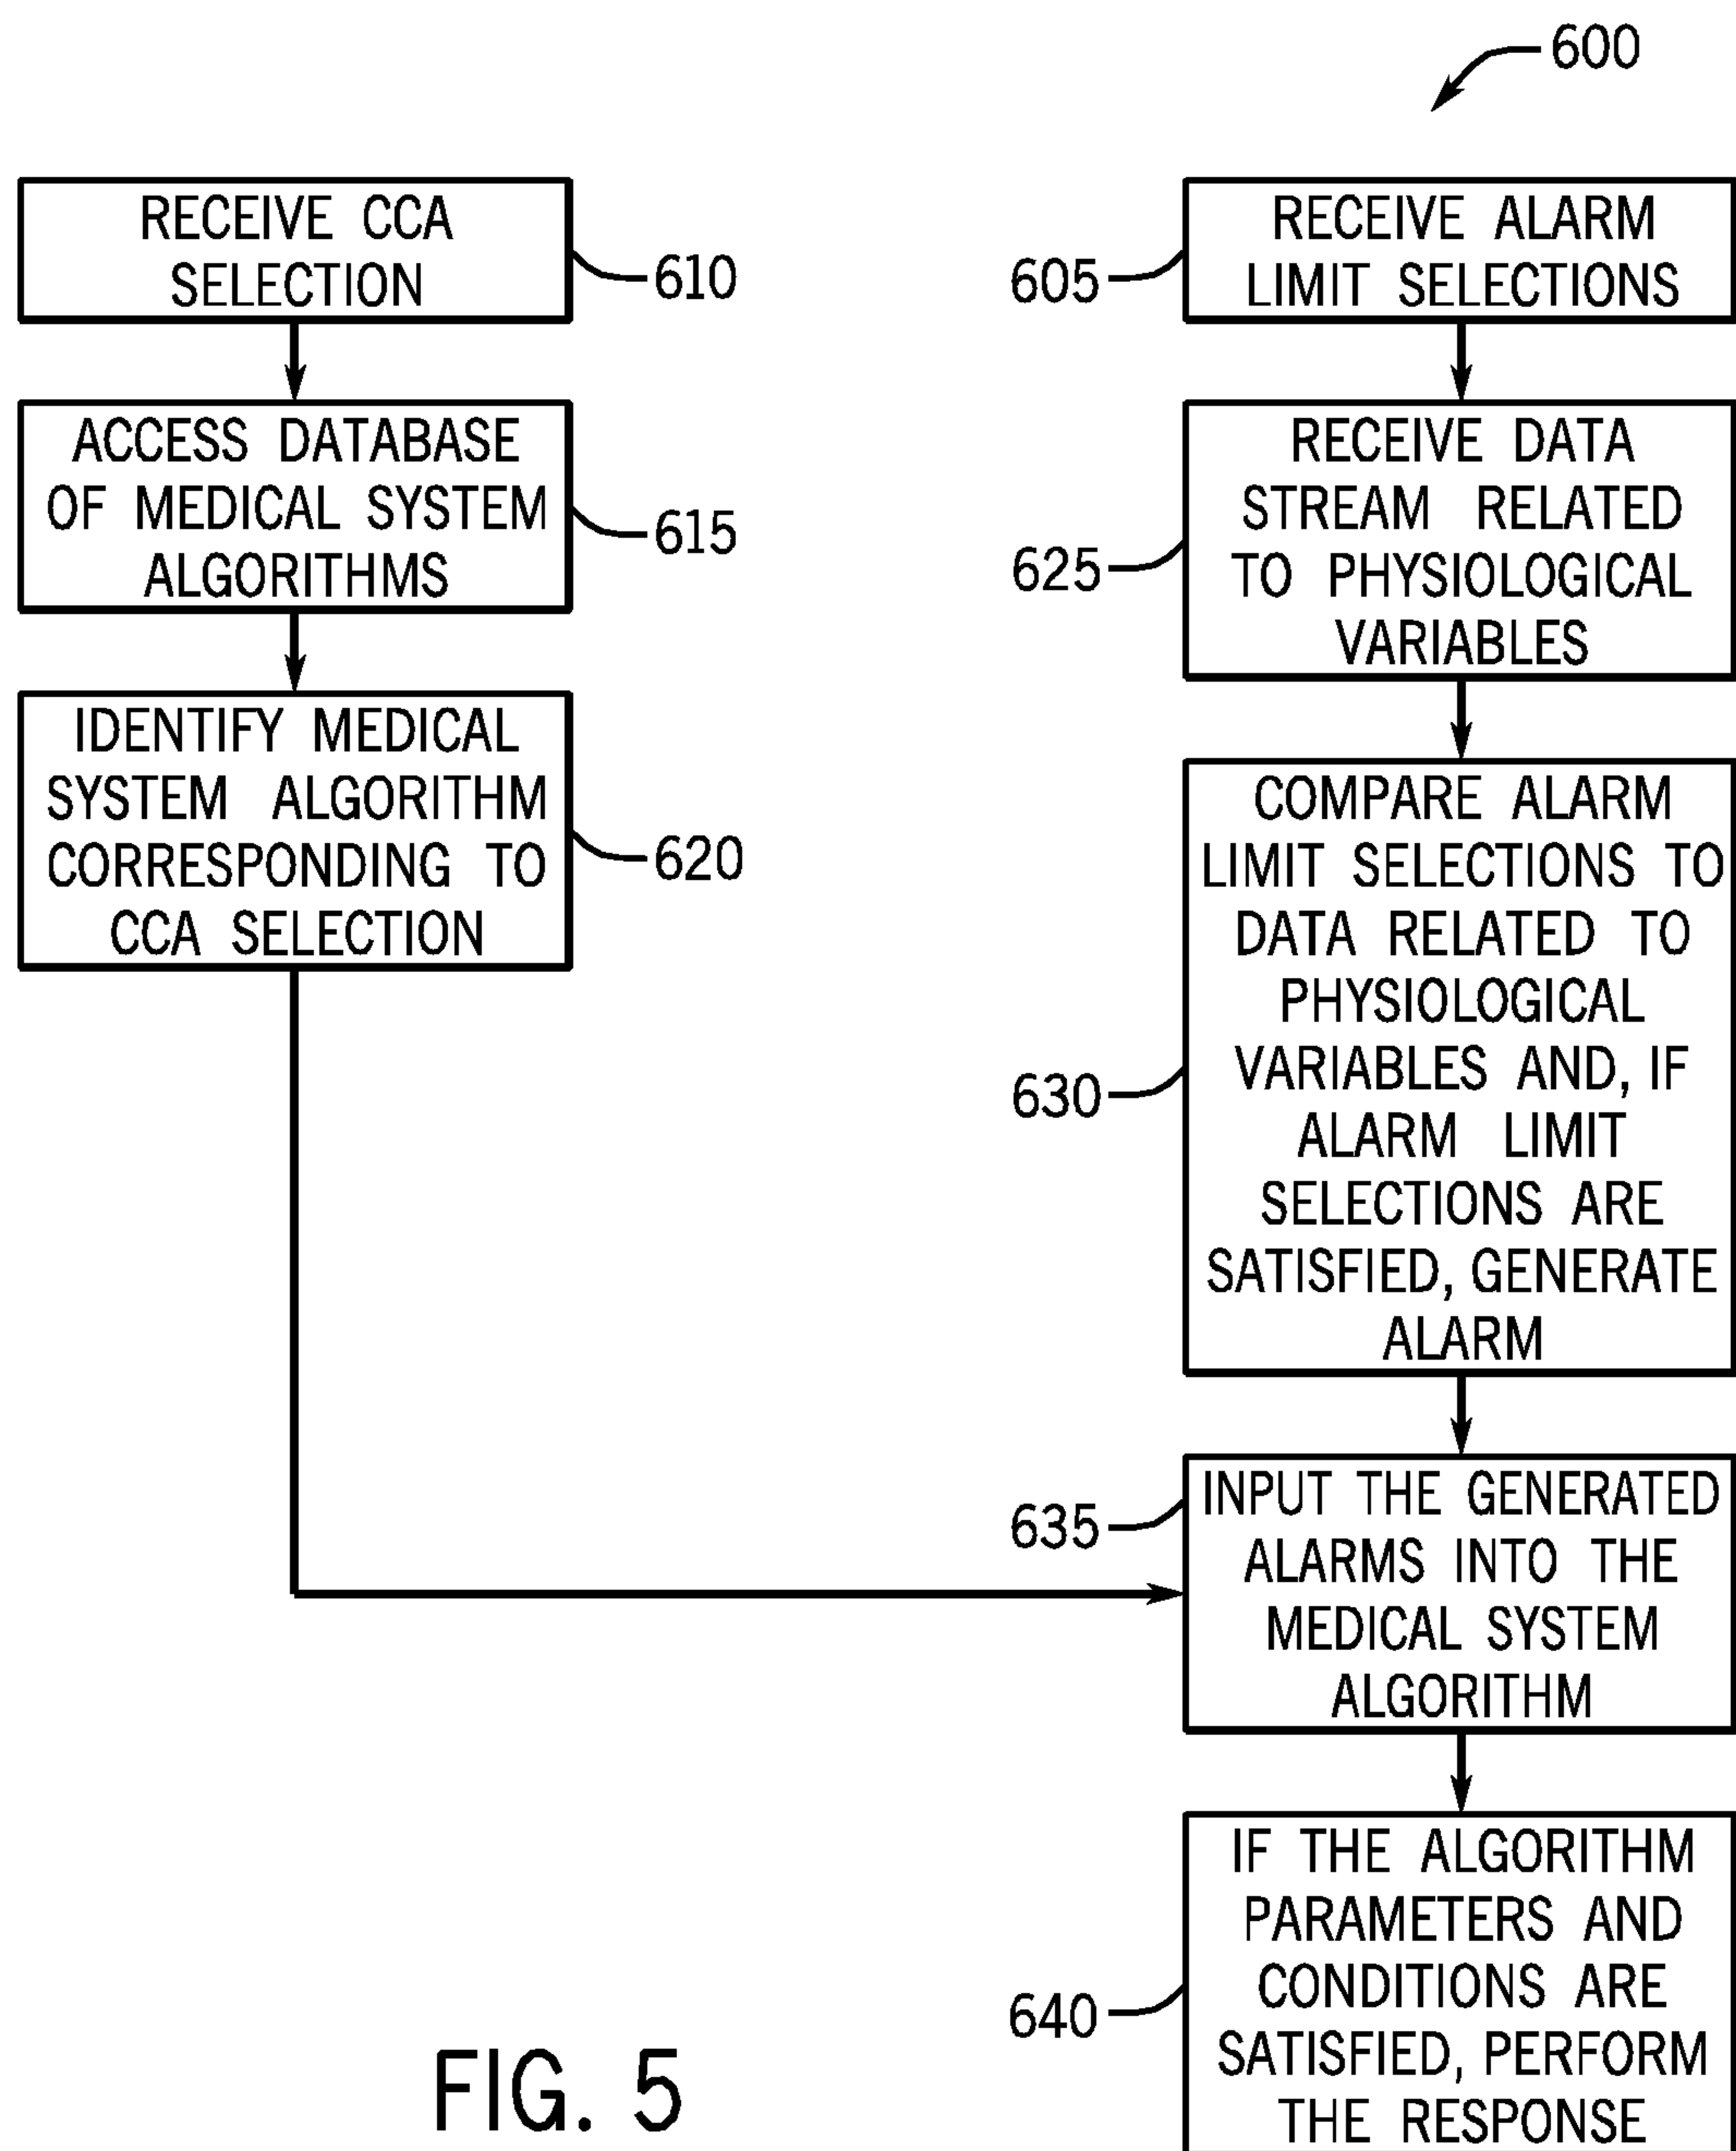 600
RECEIVE CCA
SELECTION
610
ACCESS DATABASE
OF MEDICAL SYSTEM
ALGORITHMS
615
IDENTIFY MEDICAL
SYSTEM ALGORITHM
CORRESPONDING TO
CCA SELECTION
620
RECEIVE ALARM
LIMIT SELECTIONS
605
RECEIVE DATA
STREAM RELATED
TO PHYSIOLOGICAL
VARIABLES
625
COMPARE ALARM
LIMIT SELECTIONS TO
DATA RELATED TO
PHYSIOLOGICAL
VARIABLES AND, IF
ALARM LIMIT
SELECTIONS ARE
SATISFIED, GENERATE
ALARM
630
INPUT THE GENERATED
ALARMS INTO THE
MEDICAL SYSTEM
ALGORITHM
635
IF THE ALGORITHM
PARAMETERS AND
CONDITIONS ARE
SATISFIED, PERFORM
THE RESPONSE
640
FIG. 5